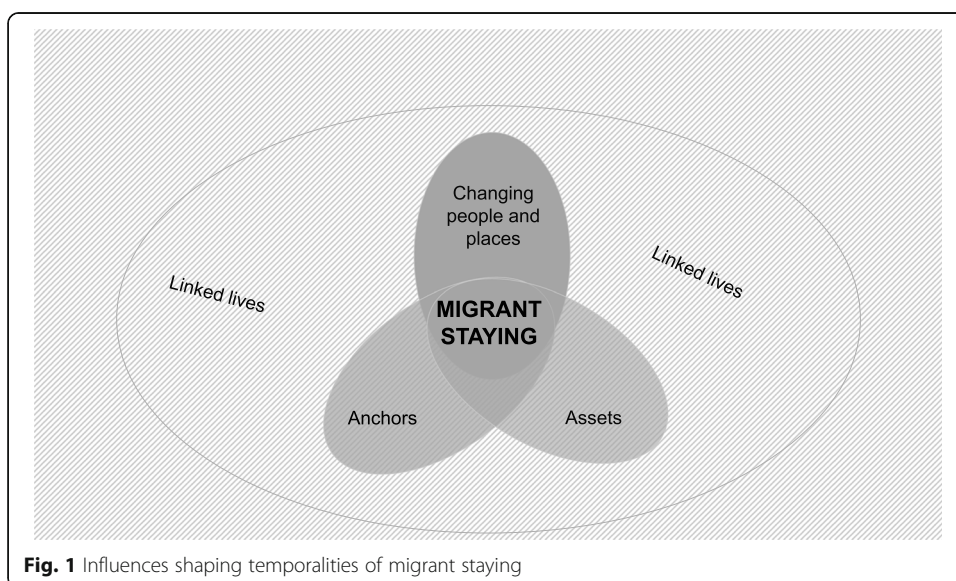 Changing
people and
places
Linked lives
Linked lives
MIGRANT
STAYING
Anchors
Assets
Fig. 1 Influences shaping temporalities of migrant staying